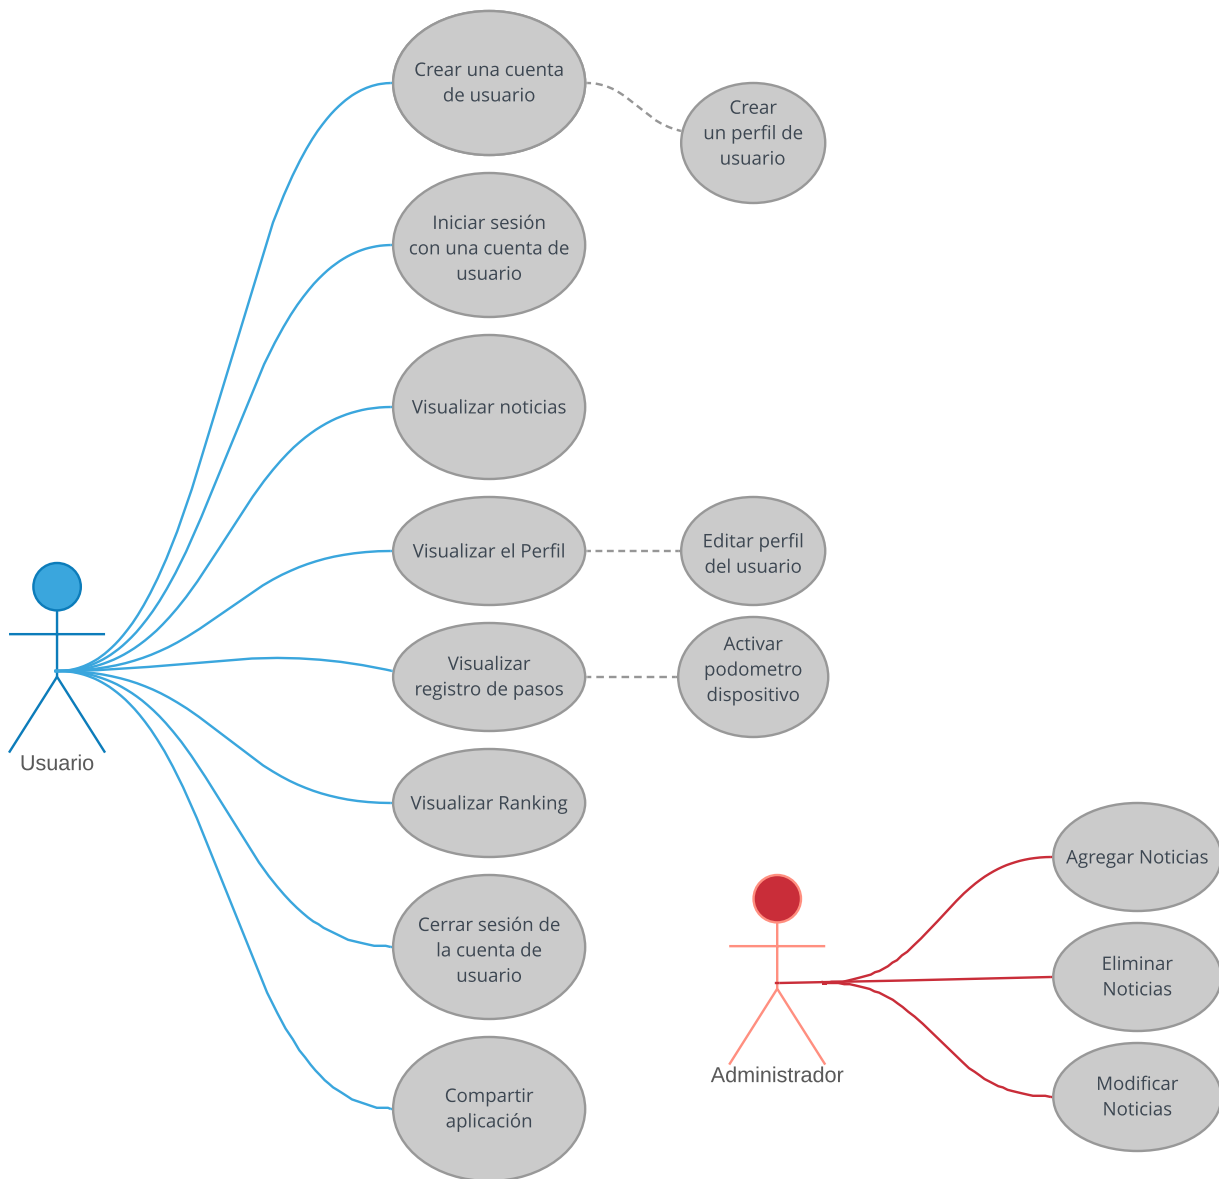 Crear una cuenta
de usuario
Crear
un perfil de
usuario
Iniciar sesión
con una cuenta de
usuario
Visualizar noticias
Visualizar el Perfil
Editar perfil
del usuario
Visualizar
registro de pasos
Activar
podometro
dispositivo
Usuario
Visualizar Ranking
Cerrar sesión de
la cuenta de
usuario
Compartir
aplicación
Administrador
Agregar Noticias
Eliminar
Noticias
Modificar
Noticias